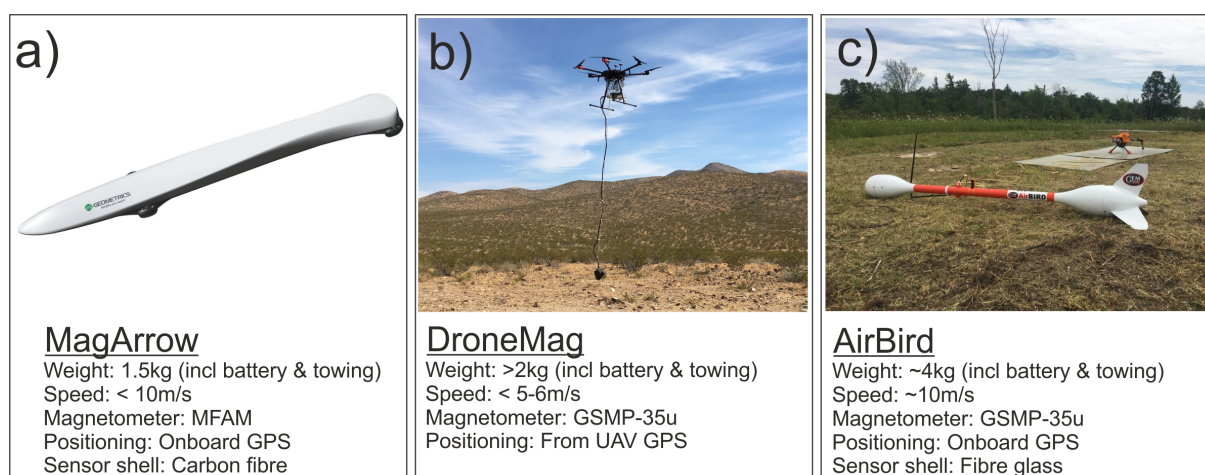 a)
GEOMETRICS
MagArrow
Weight: 1.5kg (incl battery & towing)
Speed: < 10m/s
Magnetometer: MFAM
Positioning: Onboard GPS
Sensor shell: Carbon fibre
b)
DroneMag
Weight: >2kg (incl battery & towing)
Speed: < 5-6m/s
Magnetometer: GSMP-35u
Positioning: From UAV GPS
c)
GEM
AirBIRD
AirBird
Weight: ~4kg (incl battery & towing)
Speed: ~10m/s
Magnetometer: GSMP-35u
Positioning: Onboard GPS
Sensor shell: Fibre glass